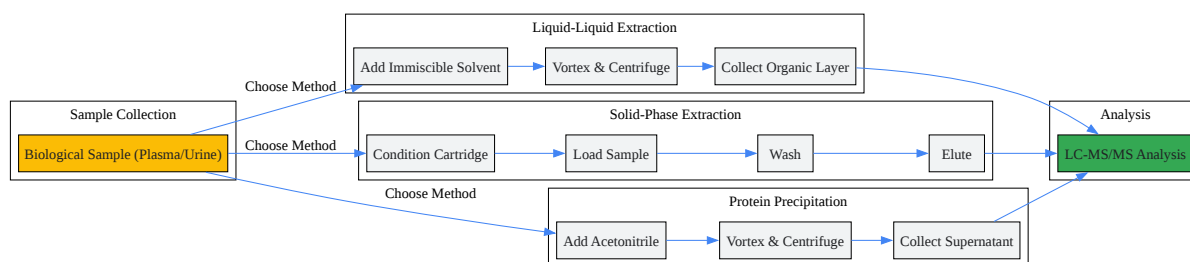 Liquid-Liquid Extraction
Add Immiscible Solvent
Vortex & Centrifuge
Collect Organic Layer
Choose Method
Sample Collection
Biological Sample (Plasma/Urine)
Choose Method
Solid-Phase Extraction
Condition Cartridge
Load Sample
Wash
Elute
Analysis
LC-MS/MS Analysis
Choose Method
Protein Precipitation
Add Acetonitrile
Vortex & Centrifuge
Collect Supernatant